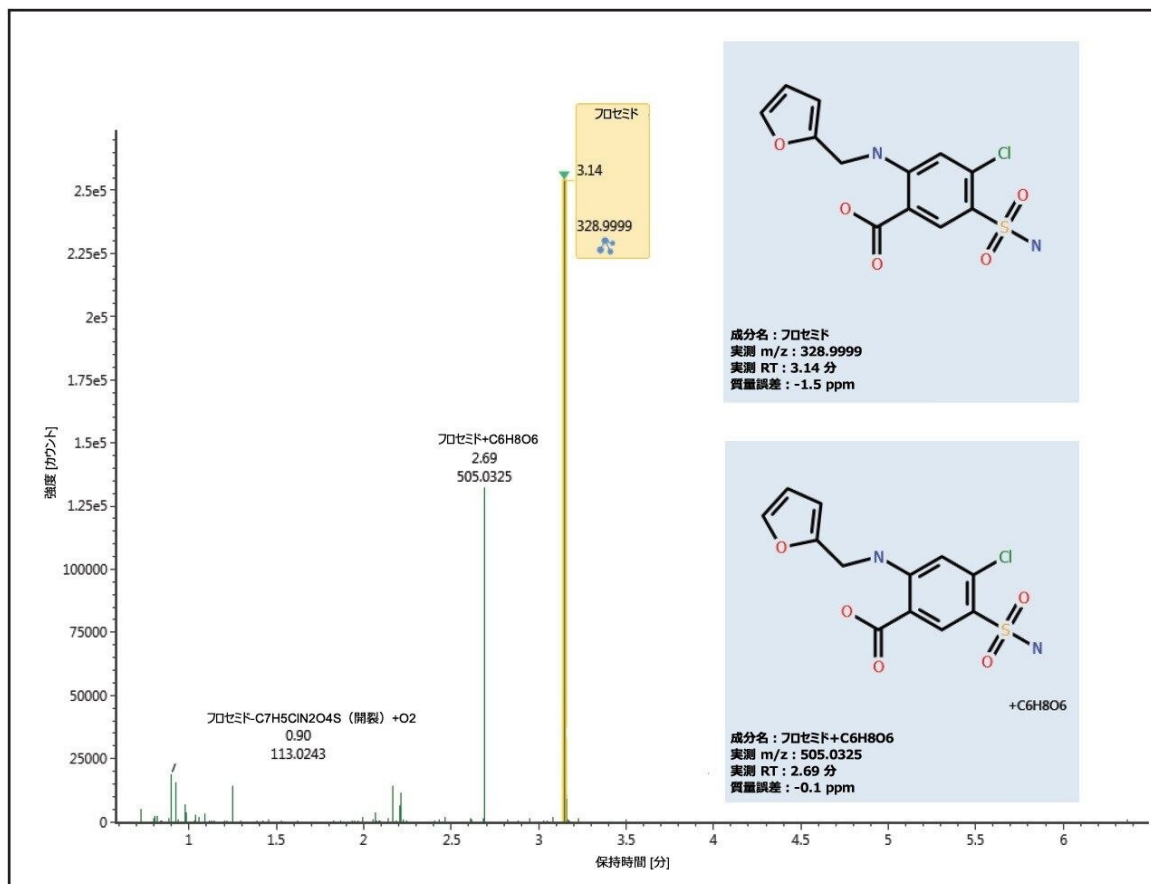 フロセミド
3.14
328.9999
2.5e5
2.25e5
2e5
1.75e5
1.5e5
1.25e5
100000
75000
50000
25000
0
強度 [カウント]
フロセミド+C6H8O6
2.69
505.0325
フロセミド-C7H5ClN2O4S（開裂）+O2
0.90
113.0243
1
1.5
2
2.5
3
3.5
4
4.5
5
5.5
6
保持時間 [分]
O
N
Cl
O
O
O
S
O
N
成分名：フロセミド
実測 m/z：328.9999
実測 RT：3.14 分
質量誤差：-1.5 ppm
O
N
Cl
O
O
O
S
O
N
+C6H8O6
成分名：フロセミド+C6H8O6
実測 m/z：505.0325
実測 RT：2.69 分
質量誤差：-0.1 ppm